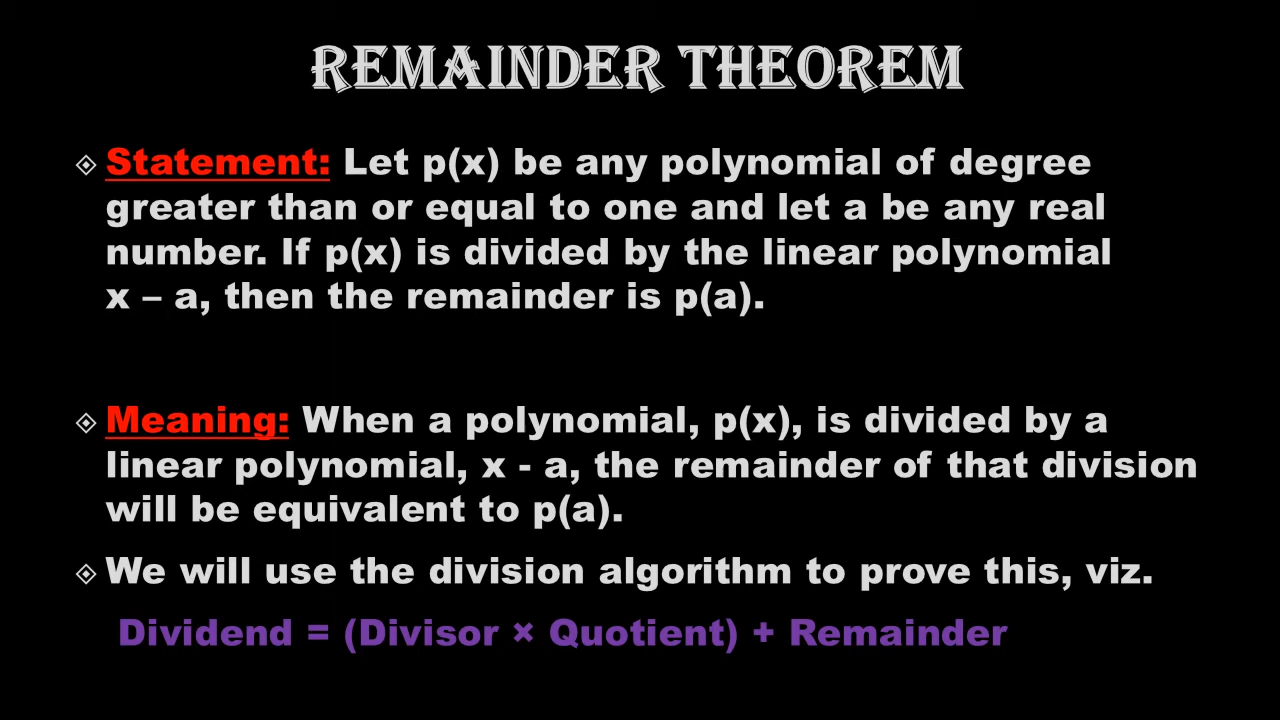 REMAINDER THEOREM
Statement: Let p(x) be any polynomial of degree
greater than or equal to one and let a be any real
number. If p(x) is divided by the linear polynomial
x – a, then the remainder is p(a).
Meaning: When a polynomial, p(x), is divided by a
linear polynomial, x - a, the remainder of that division
will be equivalent to p(a).
We will use the division algorithm to prove this, viz.
Dividend = (Divisor × Quotient) + Remainder